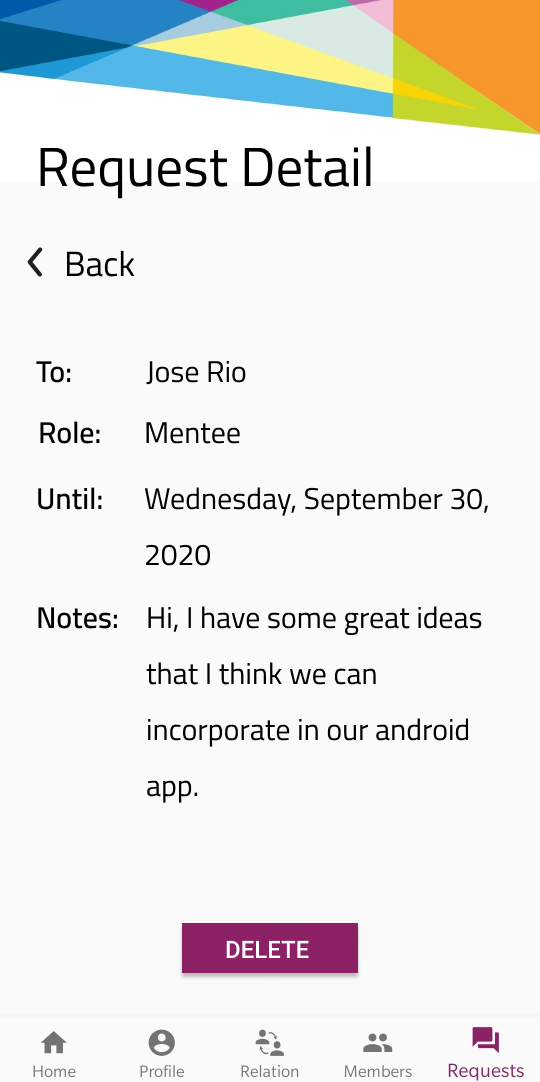 Request Detail
Back
To: Jose Rio
Role: Mentee
Until: Wednesday, September 30,
2020
Notes: Hi, I have some great ideas
that I think we can
incorporate in our android
app.
DELETE
Home Profile Relation Members Requests